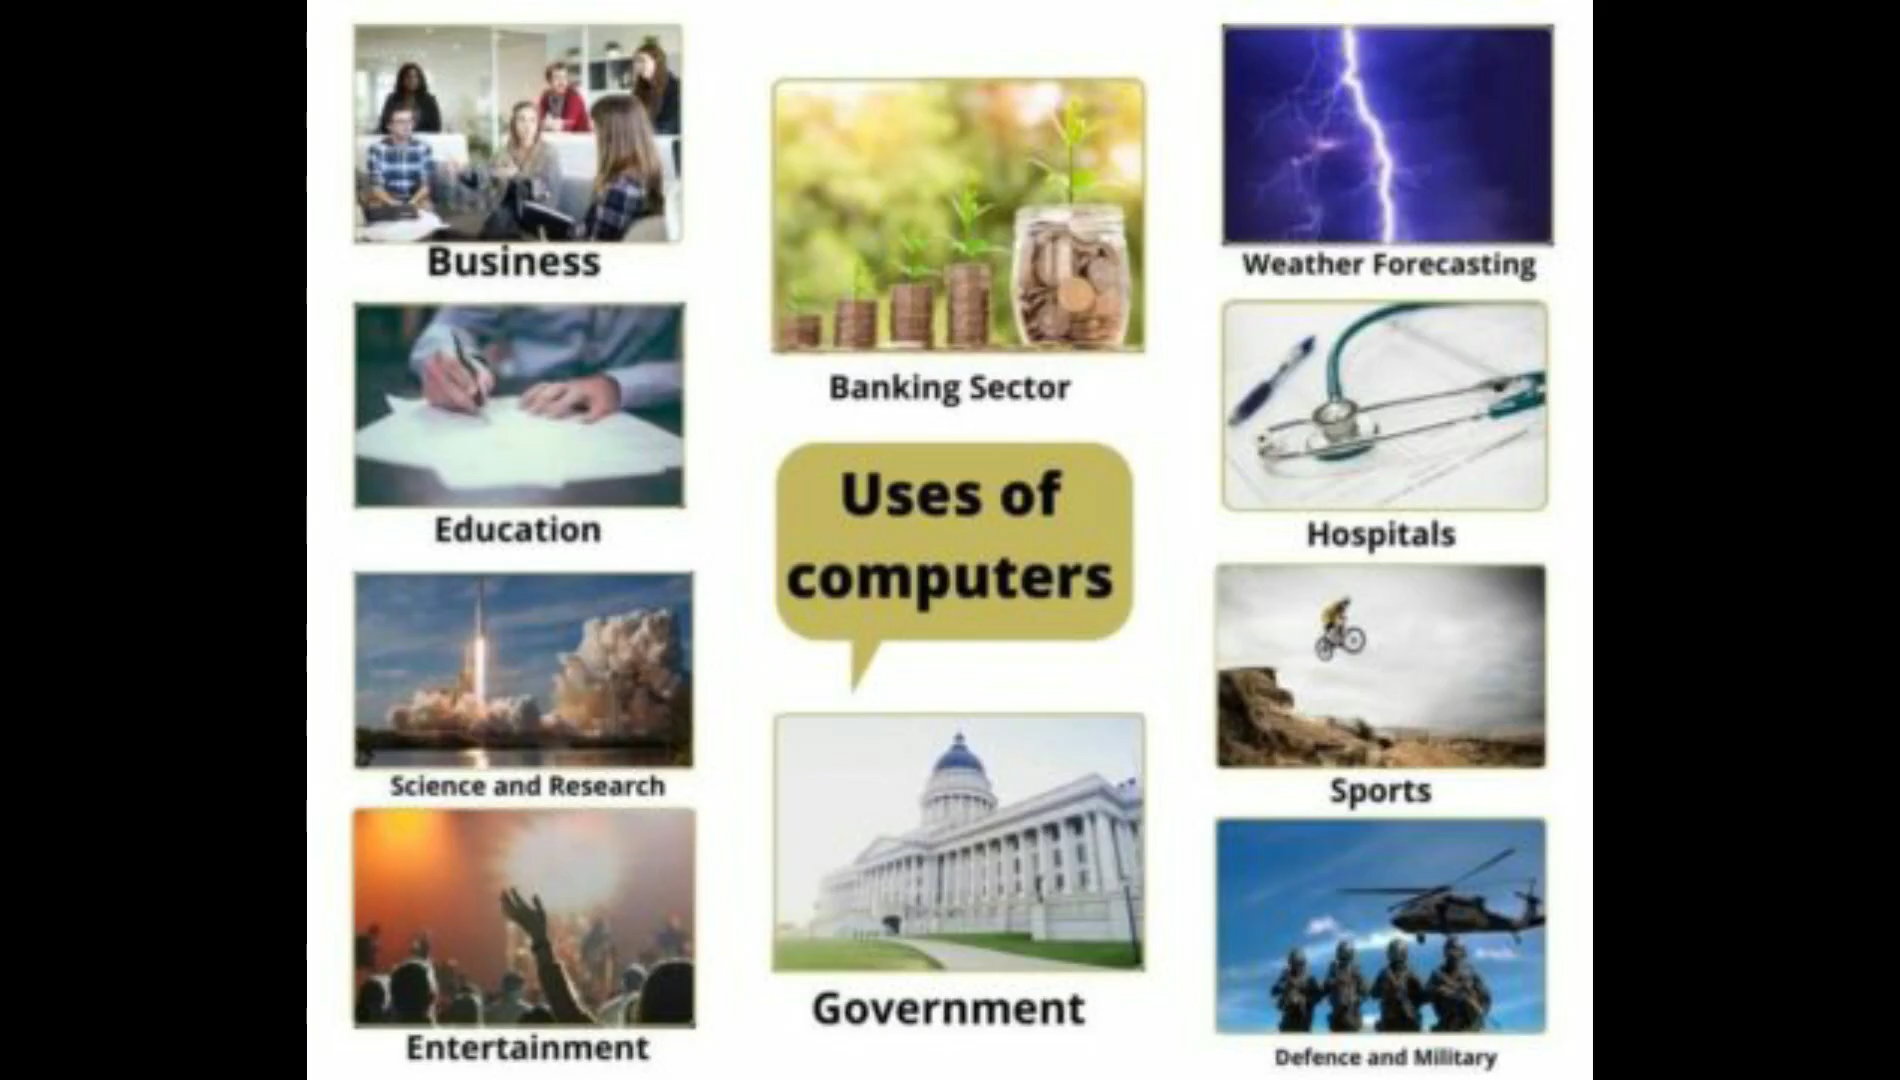 Business
Education
Science and Research
Entertainment
Banking Sector
Uses of
computers
Government
Weather Forecasting
Hospitals
Sports
Defence and Military